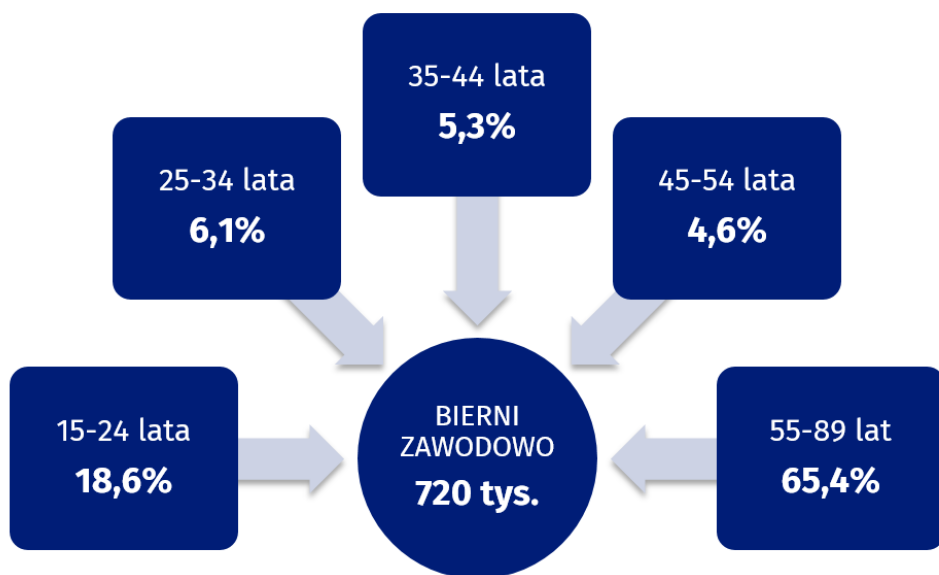 35-44 lata
5,3%
25-34 lata
6,1%
45-54 lata
4,6%
15-24 lata
18,6%
BIERNI
ZAWODOWO
720 tys.
55-89 lat
65,4%